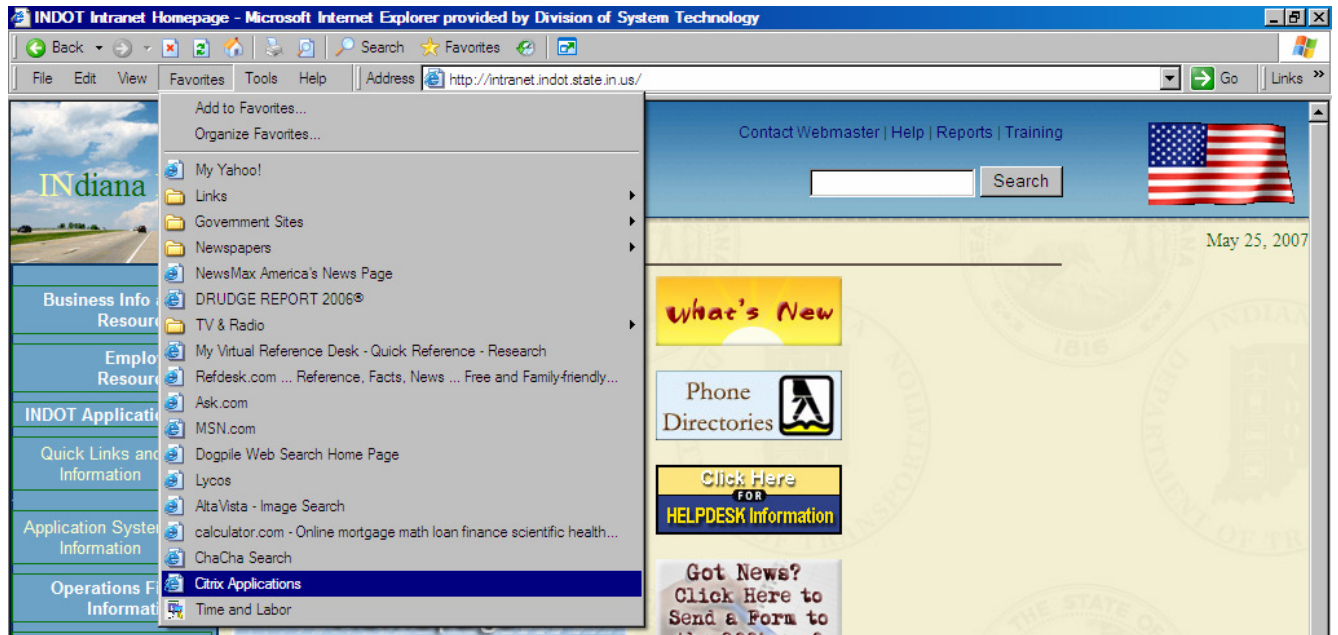 INDOT Intranet Homepage - Microsoft Internet Explorer provided by Division of System Technology
Back Search Favorites
File Edit View Favorites Tools Help Address http://intranet.indot.state.in.us/ Go Links »
Add to Favorites...
Organize Favorites...
My Yahoo!
Links
Government Sites
Newspapers
NewsMax America's News Page
DRUDGE REPORT 2006®
TV & Radio
My Virtual Reference Desk - Quick Reference - Research
Refdesk.com ... Reference, Facts, News ... Free and Family-friendly...
Ask.com
MSN.com
Dogpile Web Search Home Page
Lycos
AltaVista - Image Search
calculator.com - Online mortgage math loan finance scientific health...
ChaCha Search
Citrix Applications
Time and Labor
INdiana
Business Info
Resour
Emplo
Resour
INDOT Applicati
Quick Links and
Information
Application System
Information
Operations Fi
Informati
Contact Webmaster | Help | Reports | Training
Search
May 25, 2007
What's New
Phone
Directories
Click Here
FOR
HELPDESK Information
Got News?
Click Here to
Send a Form to
1816